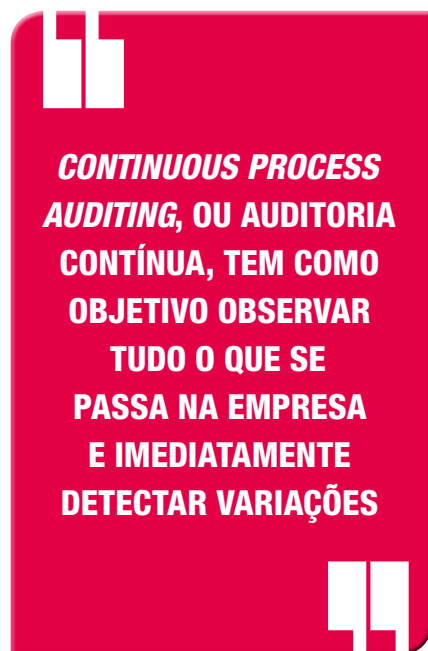 CONTINUOUS PROCESS
AUDITING, OU AUDITORIA
CONTÍNUA, TEM COMO
OBJETIVO OBSERVAR
TUDO O QUE SE
PASSA NA EMPRESA
E IMEDIATAMENTE
DETECTAR VARIAÇÕES